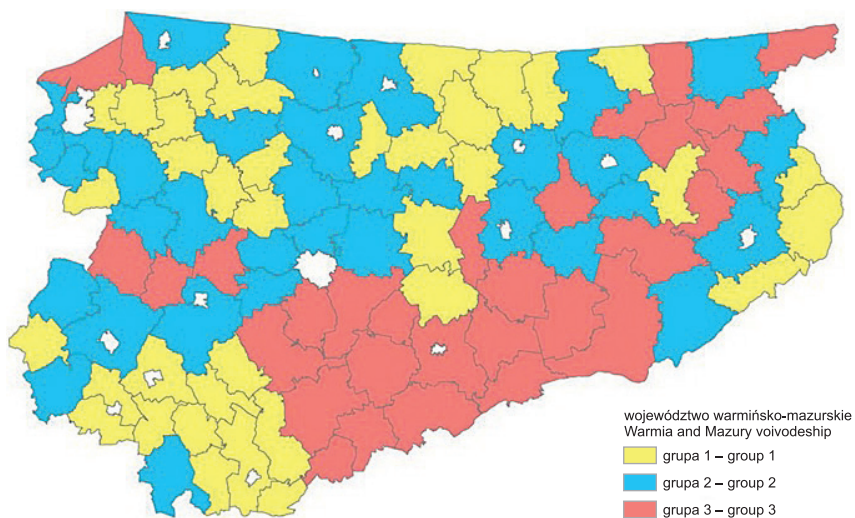 województwo warmińsko-mazurskie
Warmia and Mazury voivodeship
grupa 1 – group 1
grupa 2 – group 2
grupa 3 – group 3